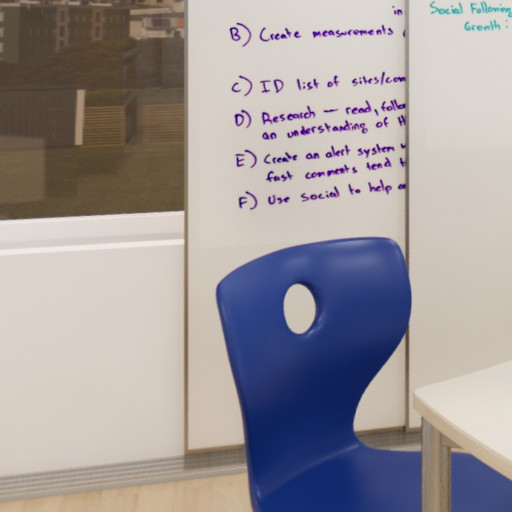 in
B) Create measurements
C) ID list of sites/com
D) Research — read, follo
an understanding of th
E) Create an alert system w
fast comments tend t
F) Use Social to help a
Social Following
Growth: